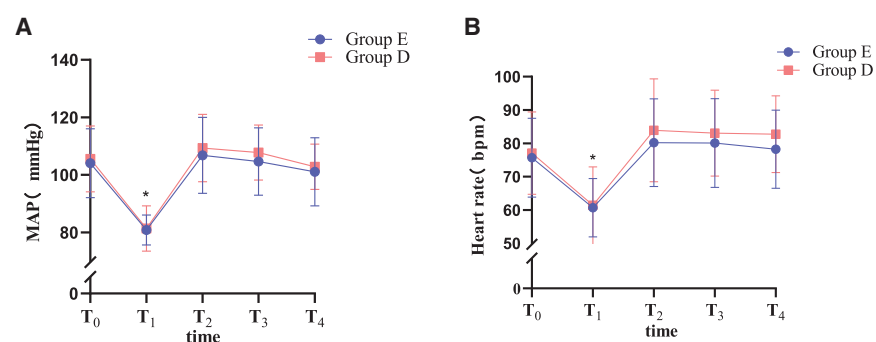 A
Group E
Group D
MAP( mmHg)
140
120
100
80
0
*
T0 T1 T2 T3 T4
time
B
Group E
Group D
Heart rate( bpm)
100
90
80
70
60
50
0
*
T0 T1 T2 T3 T4
time